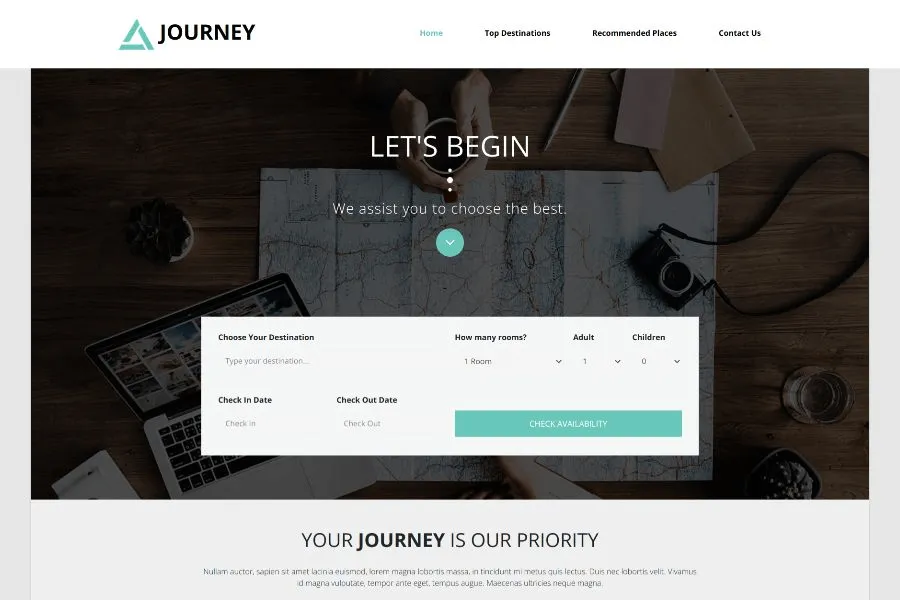 JOURNEY
Home
Top Destinations
Recommended Places
Contact Us
LET'S BEGIN
We assist you to choose the best.
Choose Your Destination
How many rooms?
Adult
Children
Type your destination...
1 Room
1
0
Check In Date
Check Out Date
Check in
Check Out
CHECK AVAILABILITY
YOUR JOURNEY IS OUR PRIORITY
Nullam auctor, sapien sit amet lacinia euismod, lorem magna lobortis massa, in tincidunt mi metus quis lectus. Duis nec lobortis velit. Vivamus
id magna vulputate, tempor ante eget, tempus augue. Maecenas ultricies neque magna.